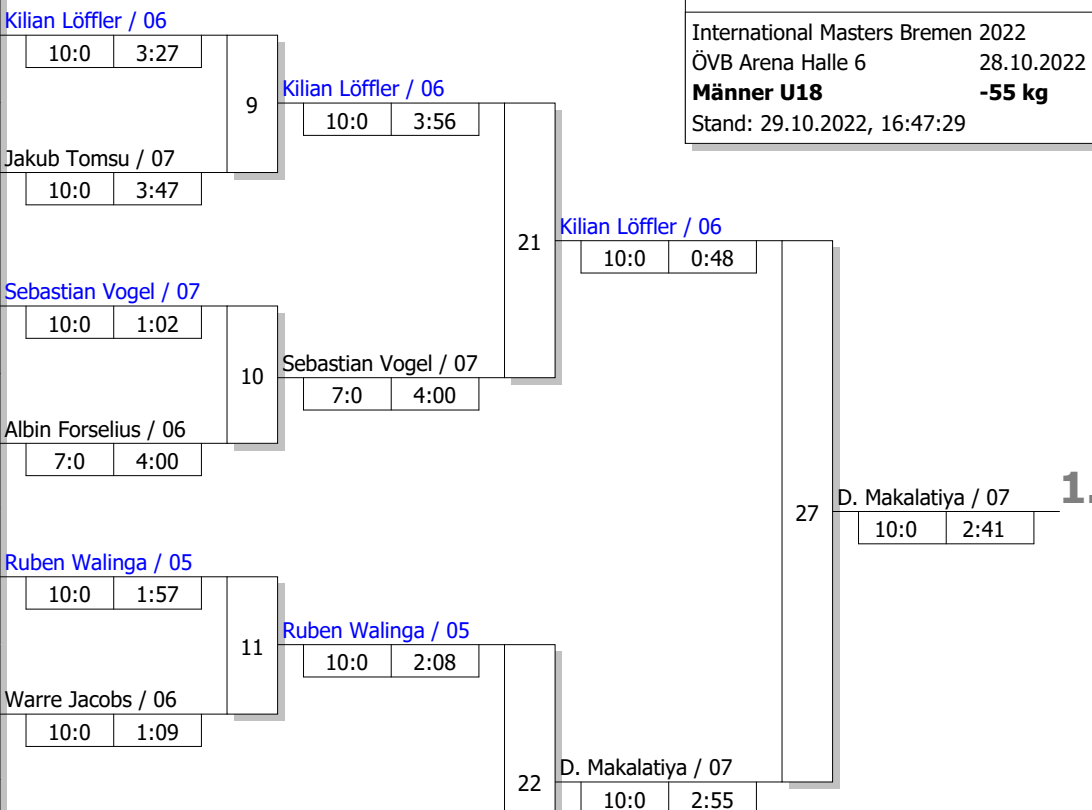 Kilian Löffler / 06
10:0 3:27
International Masters Bremen 2022
ÖVB Arena Halle 6 28.10.2022
Männer U18 -55 kg
Stand: 29.10.2022, 16:47:29
9
Kilian Löffler / 06
10:0 3:56
Jakub Tomsu / 07
10:0 3:47
21
Kilian Löffler / 06
10:0 0:48
Sebastian Vogel / 07
10:0 1:02
10
Sebastian Vogel / 07
7:0 4:00
Albin Forselius / 06
7:0 4:00
27
D. Makalatiya / 07
1.
10:0 2:41
Ruben Walinga / 05
10:0 1:57
11
Ruben Walinga / 05
10:0 2:08
Warre Jacobs / 06
10:0 1:09
22
D. Makalatiya / 07
10:0 2:55